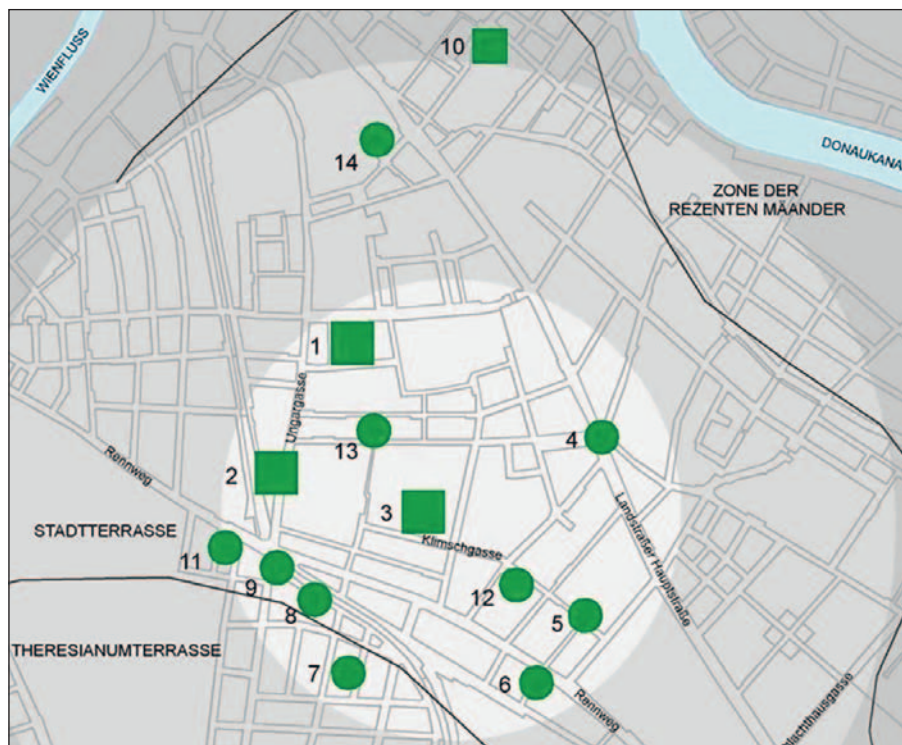 10
WIENFLUSS
14
DONAUKANA
ZONE DER
REZENTEN MÄANDER
1
Ungargasse
13
4
Rennweg
2
3
STADTTERRASSE
Klimschgasse
Landstraßer Hauptstraße
11
9
12
8
5
THERESIANUMTERRASSE
7
6
Rennweg
lachthausgasse